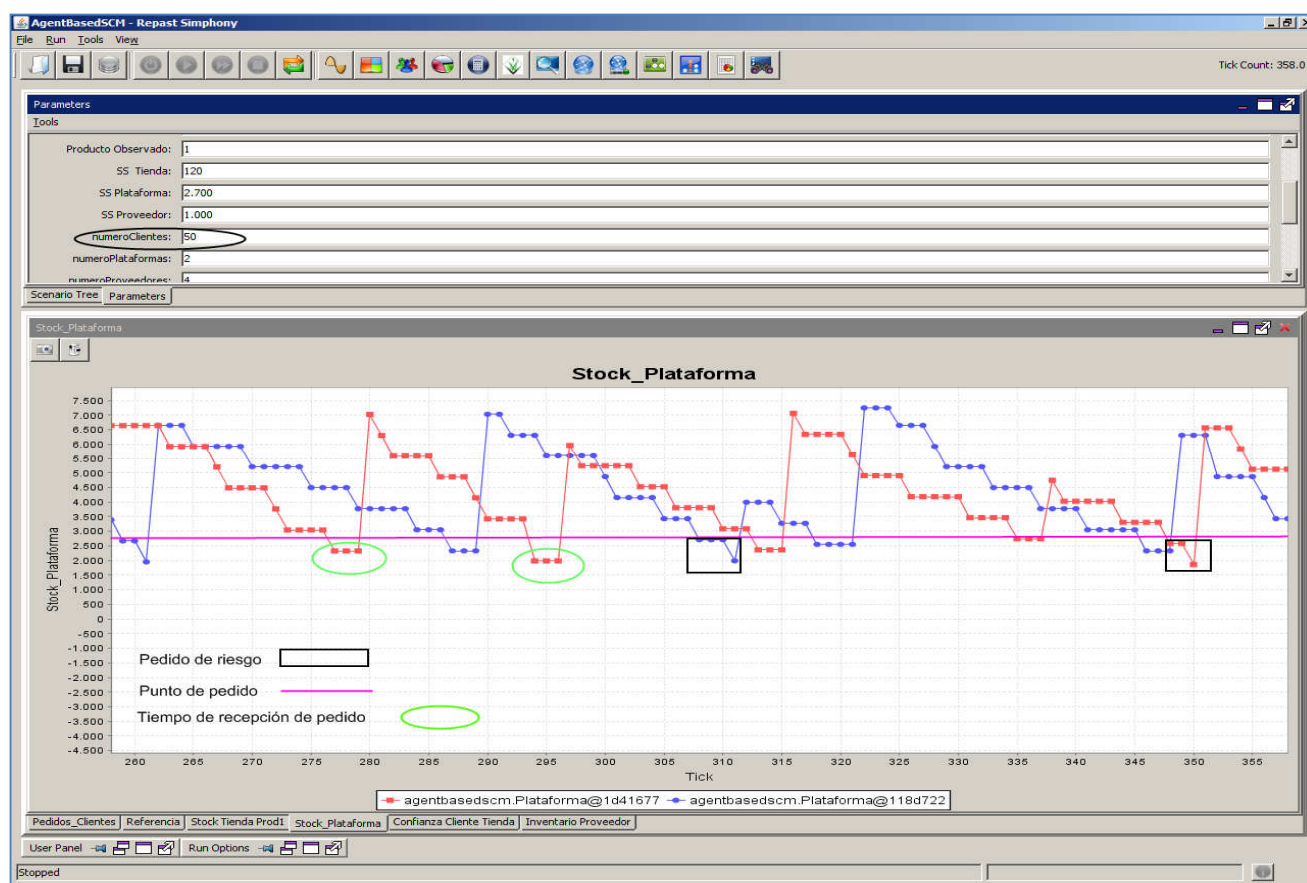 AgentBasedSCM - Repast Simphony
File Run Tools View
Tick Count: 358.0
Parameters
Tools
Producto Observado: 1
SS Tienda: 120
SS Plataforma: 2.700
SS Proveedor: 1.000
numeroClientes: 50
numeroPlataformas: 2
numeroProveedores: 4
Scenario Tree Parameters
Stock_Plataforma
Stock_Plataforma
7.500
7.000
6.500
6.000
5.500
5.000
4.500
4.000
3.500
3.000
2.500
2.000
1.500
1.000
500
0
-500
-1.000
-1.500
-2.000
-2.500
-3.000
-3.500
-4.000
-4.500
Stock_Plataforma
Pedido de riesgo
Punto de pedido
Tiempo de recepción de pedido
260 265 270 275 280 285 290 295 300 305 310 315 320 325 330 335 340 345 350 355
Tick
agentbasedscm.Plataforma@1d41677 agentbasedscm.Plataforma@118d722
Pedidos_Clientes Referencia Stock Tienda Prod1 Stock_Plataforma Confianza Cliente Tienda Inventario Proveedor
User Panel Run Options
Stopped